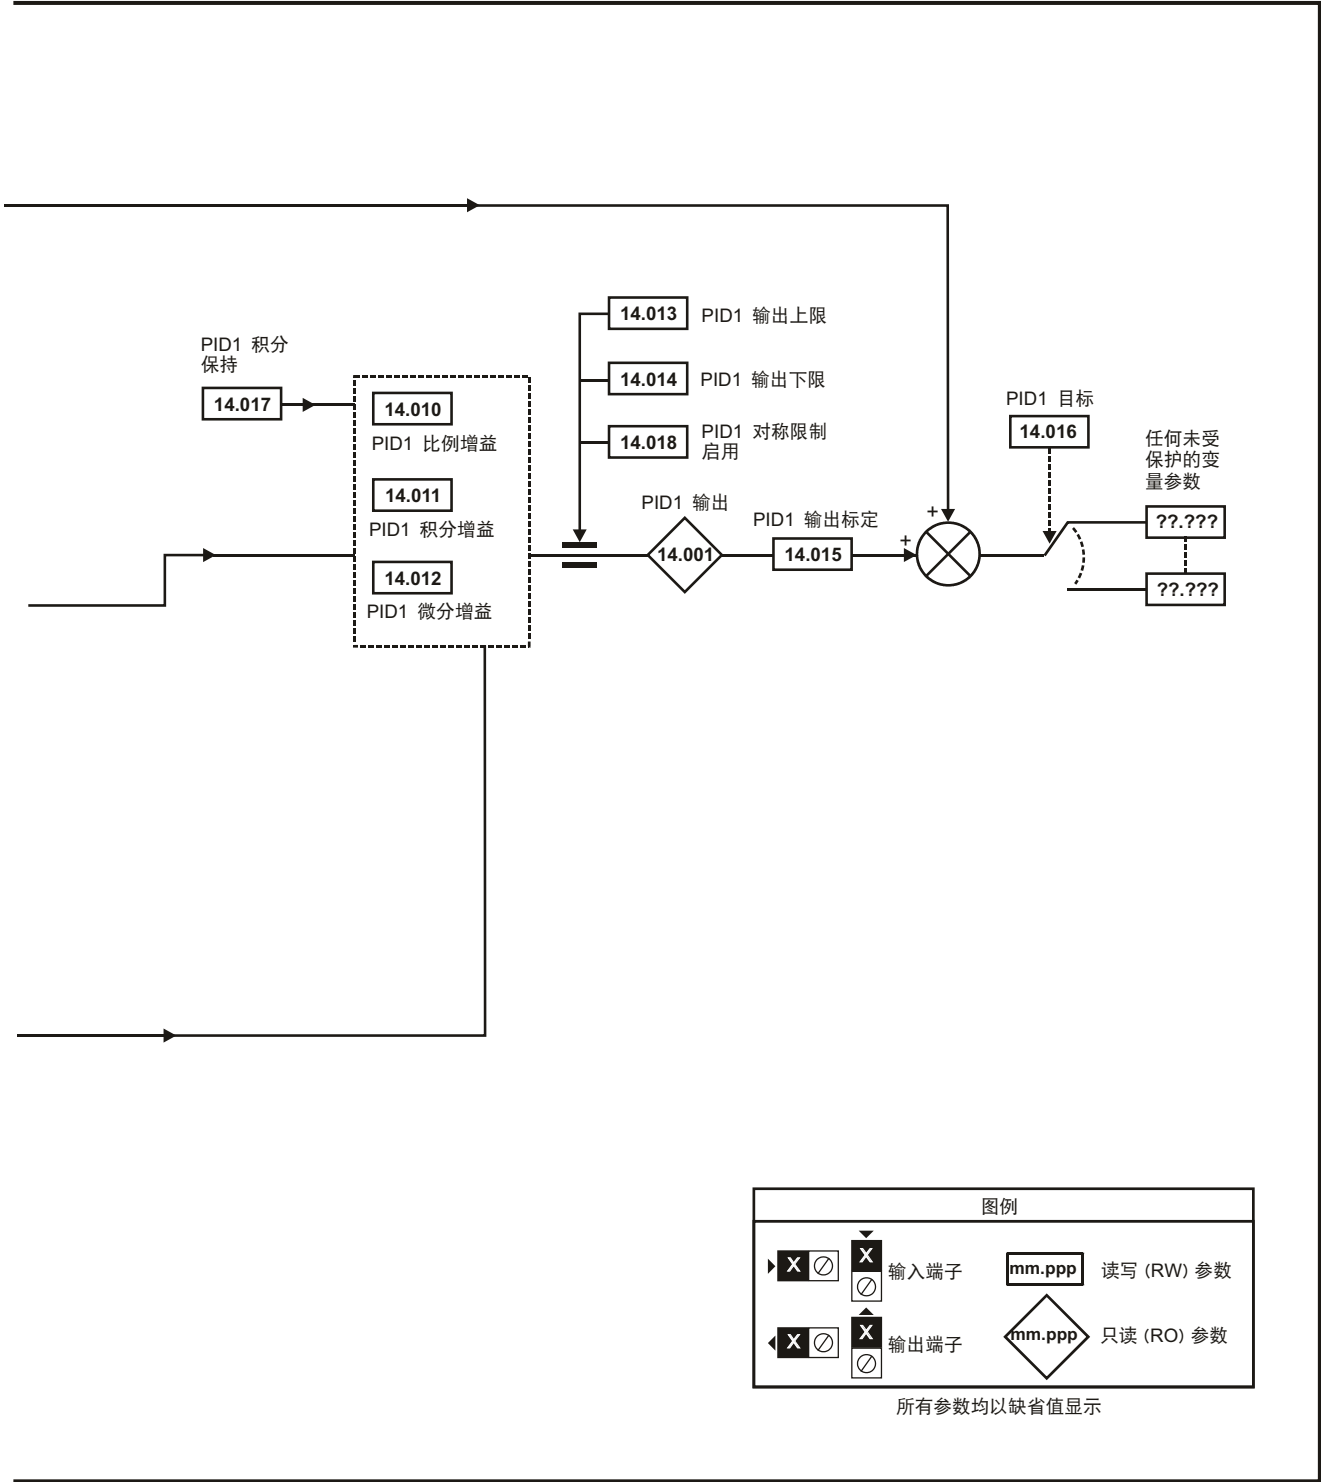 PID1 积分
保持
14.017
14.010
PID1 比例增益
14.011
PID1 积分增益
14.012
PID1 微分增益
14.013 PID1 输出上限
14.014 PID1 输出下限
14.018 PID1 对称限制
启用
PID1 输出
14.001
PID1 输出标定
14.015
+
+
PID1 目标
14.016
任何未受
保护的变
量参数
??.???
??.???
图例
X X 输入端子 mm.ppp 读写 (RW) 参数
X X 输出端子 mm.ppp 只读 (RO) 参数
所有参数均以缺省值显示